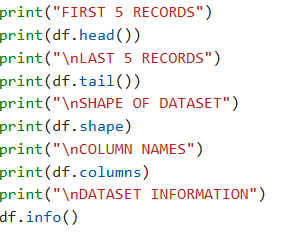 print("FIRST 5 RECORDS")
print(df.head())
print("\nLAST 5 RECORDS")
print(df.tail())
print("\nSHAPE OF DATASET")
print(df.shape)
print("\nCOLUMN NAMES")
print(df.columns)
print("\nDATASET INFORMATION")
df.info()